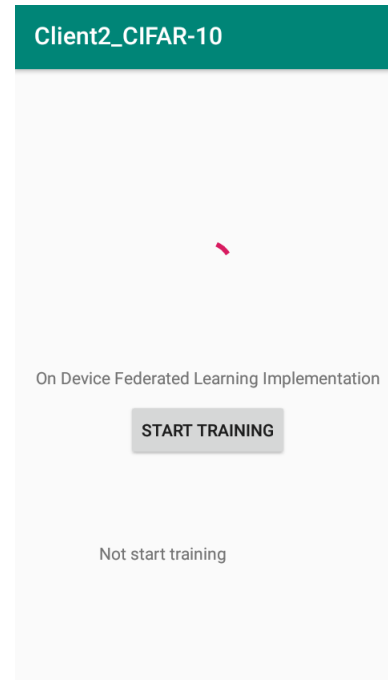 Client2_CIFAR-10
On Device Federated Learning Implementation
START TRAINING
Not start training